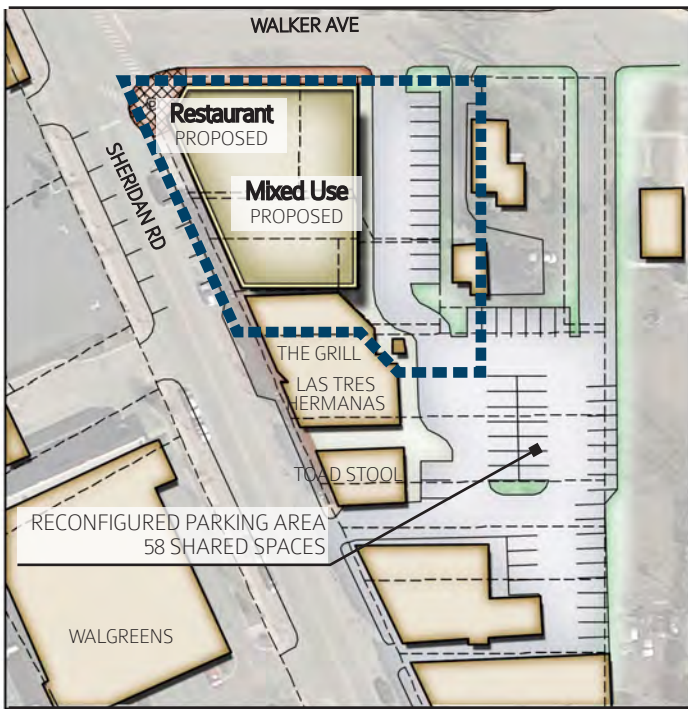 WALKER AVE
Restaurant
PROPOSED
SHERIDAN RD
Mixed Use
PROPOSED
THE GRILL
LAS TRES
HERMANAS
TOAD STOOL
RECONFIGURED PARKING AREA
58 SHARED SPACES
WALGREENS